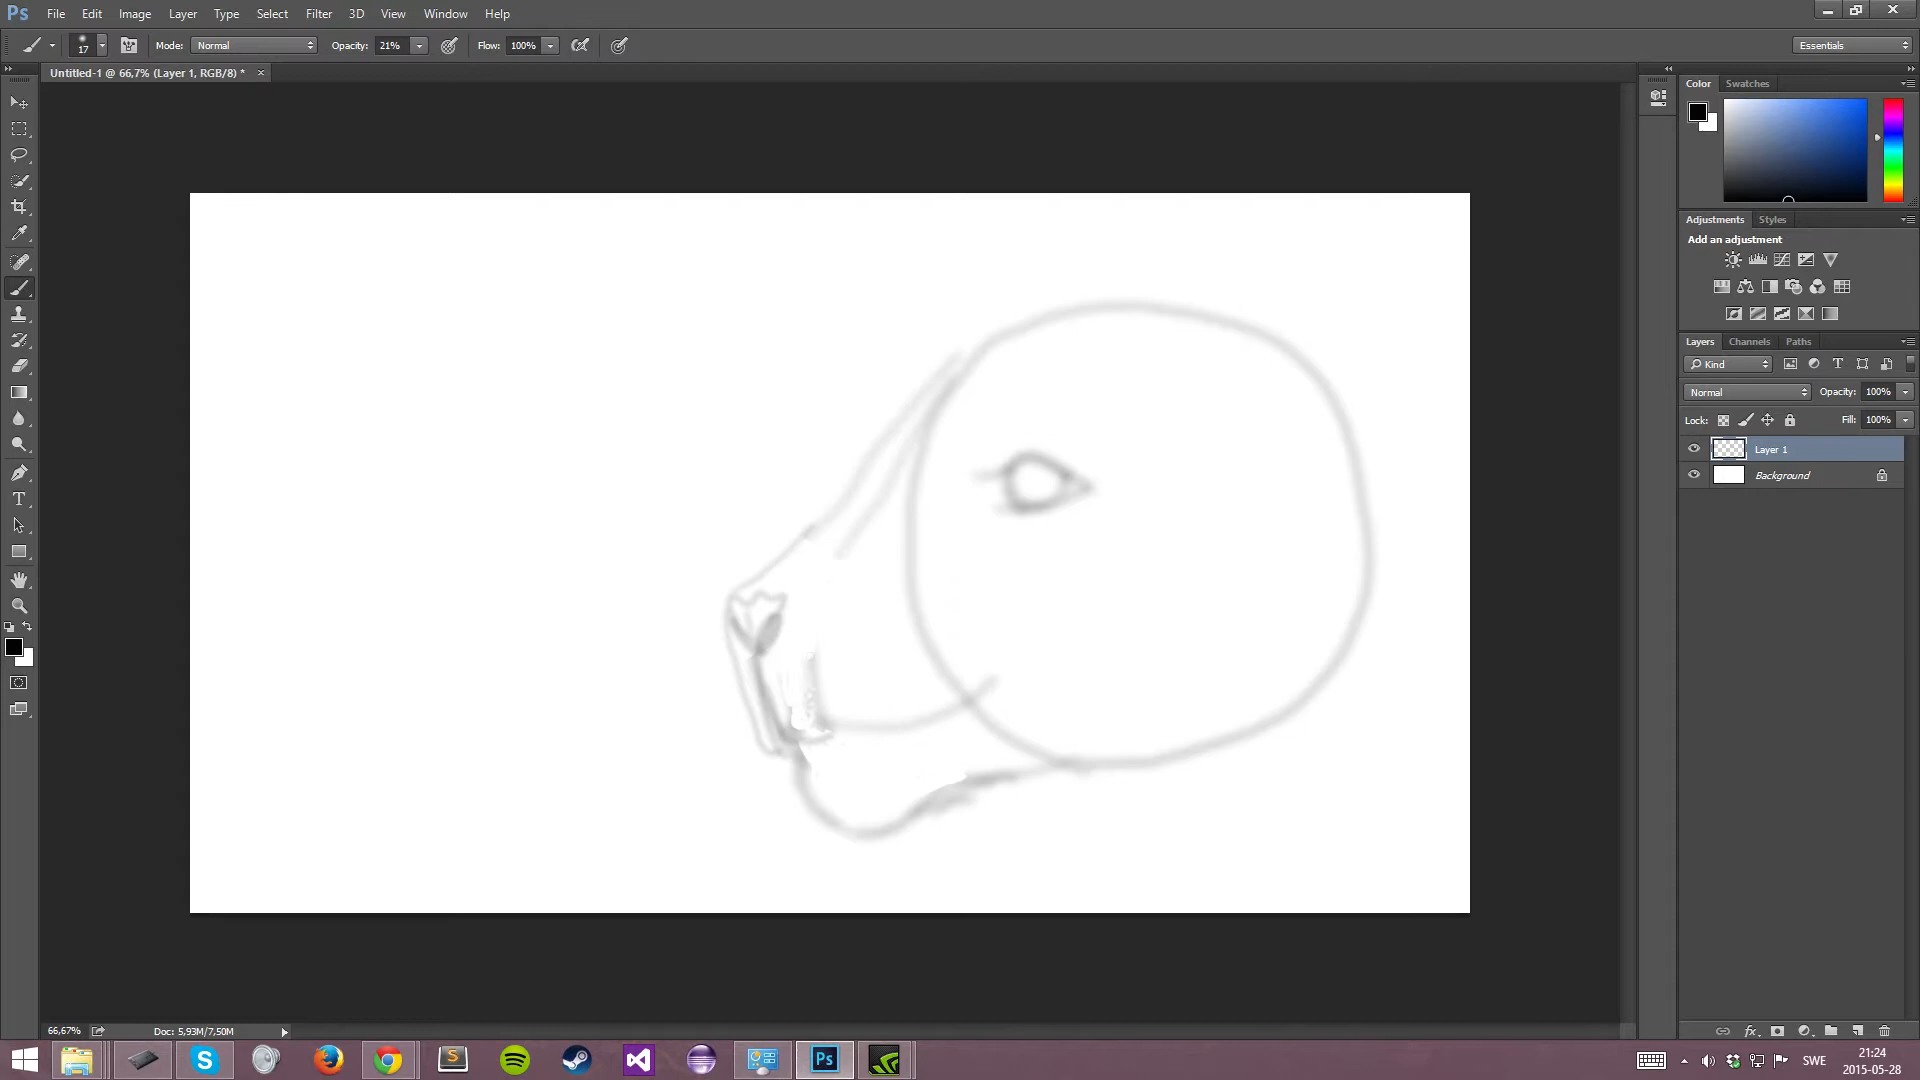 Ps File Edit Image Layer Type Select Filter 3D View Window Help
17 Mode: Normal Opacity: 21% Flow: 100% Essentials
Untitled-1 @ 66,7% (Layer 1, RGB/8) * ×
Color Swatches
Adjustments Styles
Add an adjustment
Layers Channels Paths
Kind
Normal Opacity: 100%
Lock: Fill: 100%
Layer 1
Background
66,67% Doc: 5,93M/7,50M
Ps SWE 21:24
2015-05-28